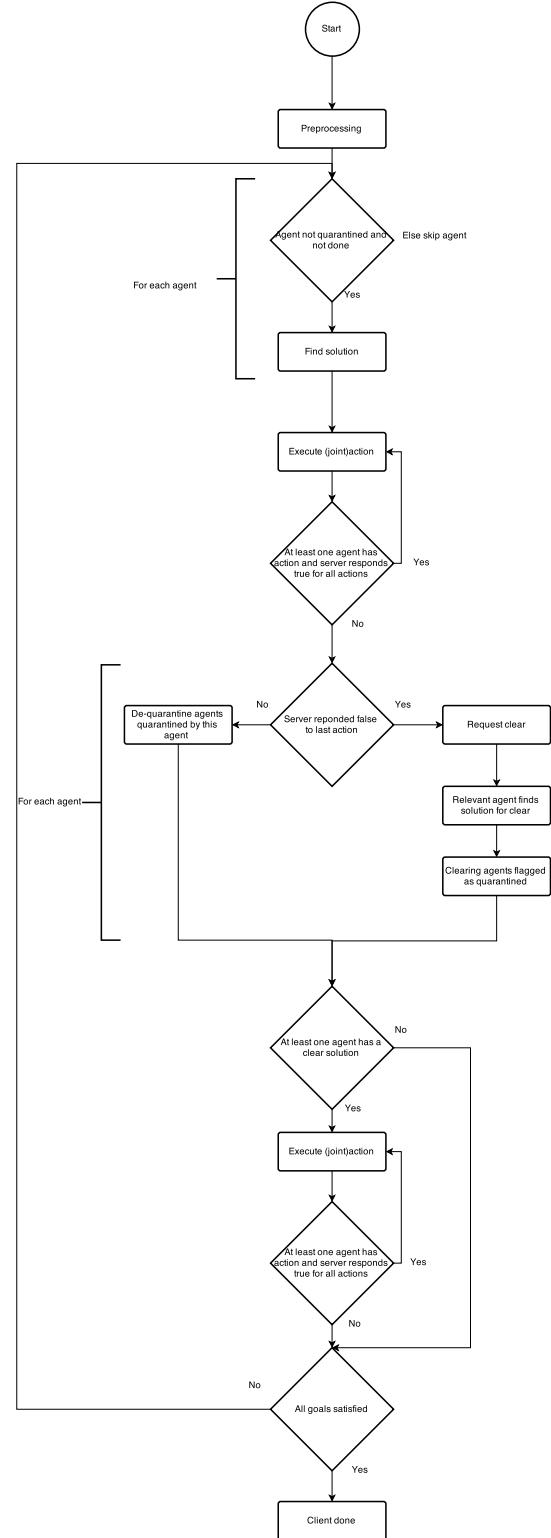 Start
Preprocessing
Agent not quarantined and
not done
Else skip agent
For each agent
Yes
Find solution
Execute (joint)action
At least one agent has
action and server responds
true for all actions
Yes
No
De-quarantine agents
quarantined by this
agent
No
Server reponded false
to last action
Yes
Request clear
For each agent
Relevant agent finds
solution for clear
Clearing agents flagged
as quarantined
At least one agent has a
clear solution
No
Yes
Execute (joint)action
At least one agent has
action and server responds
true for all actions
Yes
No
No
All goals satisfied
Yes
Client done